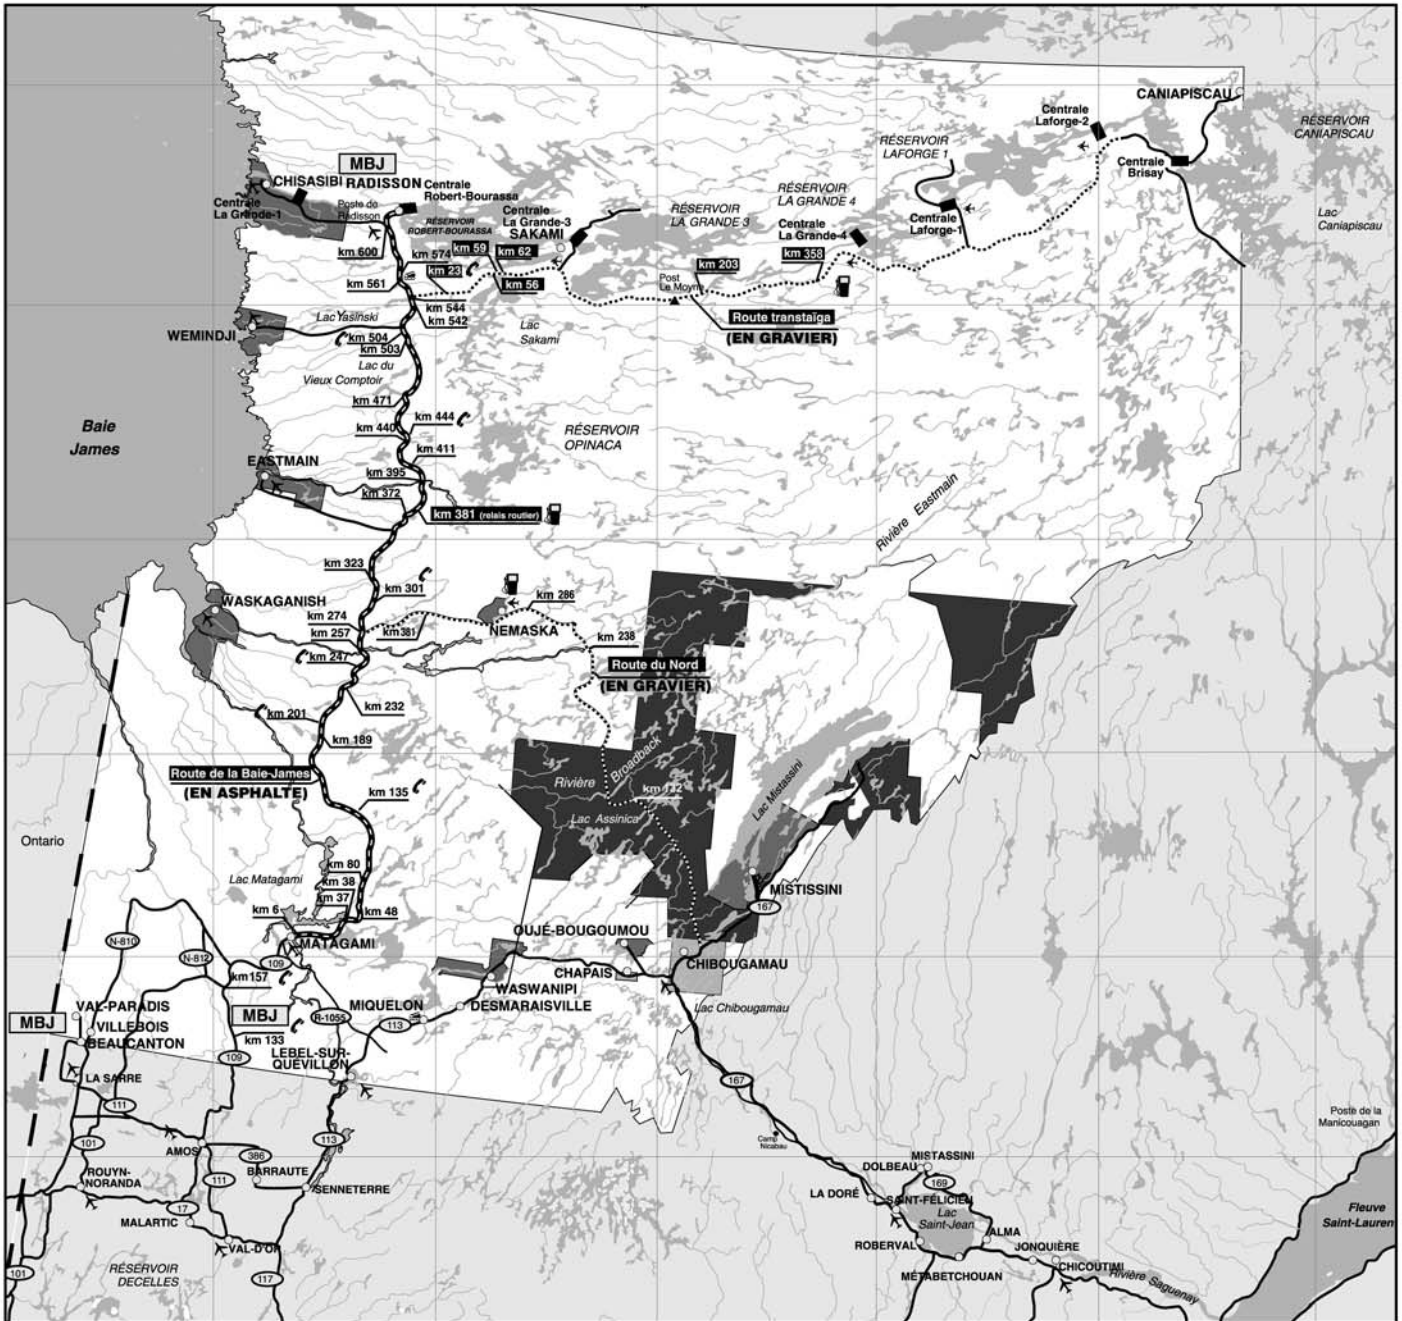 CANIAPISCAU
Centrale
Laforge-2
RÉSERVOIR
CANIAPISCAU
RÉSERVOIR
LAFORGE 1
Centrale
Brisay
MBJ
CHISASIBI
RADISSON
Centrale
Robert-Bourassa
Centrale
La Grande-1
Poste de
Radisson
RÉSERVOIR
ROBERT-BOURASSA
Centrale
La Grande-3
SAKAMI
RÉSERVOIR
LA GRANDE 3
RÉSERVOIR
LA GRANDE 4
Centrale
La Grande-4
Centrale
Laforge-1
Lac
Caniapiscau
km 600
km 574
km 59
km 62
km 23
km 56
km 203
km 358
km 561
Post
Le Moyne
km 544
km 542
Route transtaïga
(EN GRAVIER)
Lac Yasinski
Lac
Sakami
WEMINDJI
km 504
km 503
Lac du
Vieux Comptoir
km 471
km 444
km 440
km 411
RÉSERVOIR
OPINACA
Baie
James
EASTMAIN
km 395
km 372
km 381 (relais routier)
Rivière Eastmain
km 323
km 301
km 286
WASKAGANISH
km 274
km 257
km 381
NEMASKA
km 238
km 247
Route du Nord
(EN GRAVIER)
km 232
km 201
km 189
Route de la Baie-James
(EN ASPHALTE)
km 135
Rivière
Broadback
km 132
Lac Assinica
Lac Mistassini
Ontario
km 80
Lac Matagami
km 38
km 37
km 6
km 48
MISTISSINI
167
N-810
N-812
MATAGAMI
109
OUJÉ-BOUGOUMOU
CHIBOUGAMAU
CHAPAIS
km 157
WASWANIPI
DESMARAISVILLE
MIQUELON
Lac Chibougamau
MBJ
VAL-PARADIS
VILLEBOIS
BEAUCANTON
MBJ
R-1055
113
km 133
LEBEL-SUR-
QUÉVILLON
109
LA SARRE
111
167
101
AMOS
386
113
Camp
Nicabau
Poste de la
Manicouagan
ROUYN-
NORANDA
111
BARRAUTE
SENNETERRE
MISTASSINI
DOLBEAU
169
LA DORÉ
SAINT-FÉLICIEN
Lac
Saint-Jean
17
MALARTIC
VAL-D'OR
ALMA
ROBERVAL
JONQUIÈRE
CHICOUTIMI
Fleuve
Saint-Lauren
101
RÉSERVOIR
DECELLES
117
MÉTABETCHOUAN
Rivière Saguenay